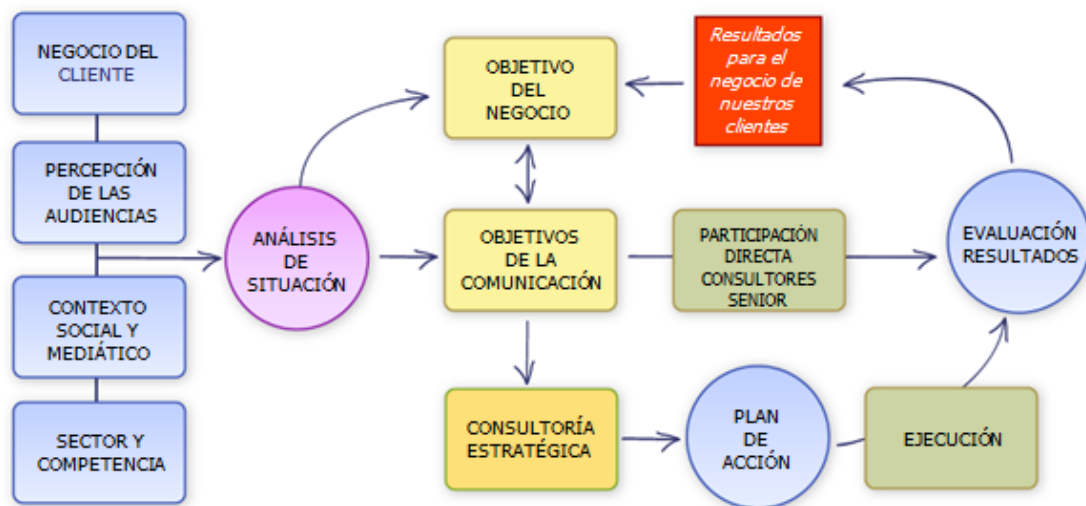 NEGOCIO DEL
CLIENTE
PERCEPCIÓN
DE LAS
AUDIENCIAS
CONTEXTO
SOCIAL Y
MEDIÁTICO
SECTOR Y
COMPETENCIA
ANÁLISIS
DE
SITUACIÓN
OBJETIVO
DEL
NEGOCIO
Resultados
para el
negocio de
nuestros
clientes
OBJETIVOS
DE LA
COMUNICACIÓN
PARTICIPACIÓN
DIRECTA
CONSULTORES
SENIOR
EVALUACIÓN
RESULTADOS
CONSULTORÍA
ESTRATÉGICA
PLAN
DE
ACCIÓN
EJECUCIÓN